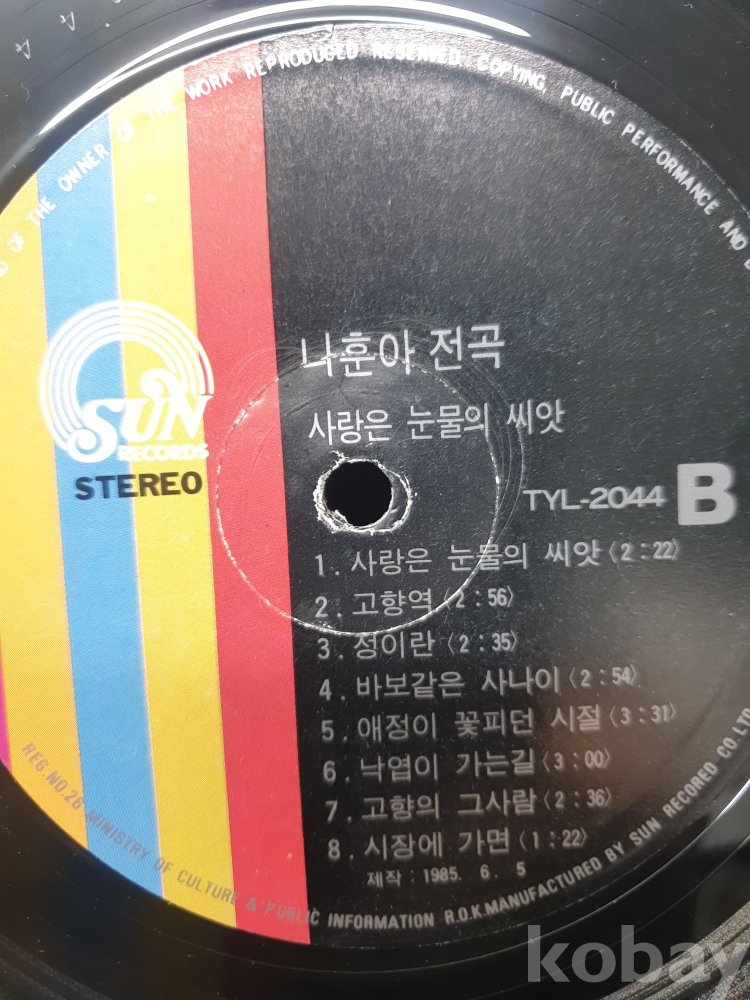 OF THE OWNER OF THE WORK REPRODUCED RESERVED. COPYING, PUBLIC PERFORMANCE AND
나훈아 전곡
사랑은 눈물의 씨앗
SUN
RECORDS
STEREO
TYL-2044 B
1. 사랑은 눈물의 씨앗 (2:22)
2. 고향역 (2:56)
3. 정이란 (2:35)
4. 바보같은 사나이 (2:54)
5. 애정이 꽃피던 시절 (3:31)
6. 낙엽이 가는길 (3:00)
7. 고향의 그사람 (2:36)
8. 시장에 가면 (1:22)
제작 : 1985. 6. 5
REG.NO.26 MINISTRY OF CULTURE & PUBLIC INFORMATION R.O.K.MANUFACTURED BY SUN RECORED CO.LTD
kobay